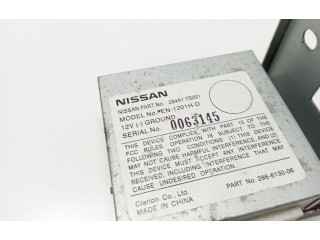 NISSAN
NISSAN PART No. 284A1 7S001
MODEL No. EN-1201H-D
12V (-) GROUND
SERIAL No. 0063145
THIS DEVICE COMPLIES WITH PART 15 OF THE
FCC RULES. OPERATION IS SUBJECT TO THE
FOLLOWING TWO CONDITIONS: (1) THIS DEVICE
MAY NOT CAUSE HARMFUL INTERFERENCE, AND (2)
THIS DEVICE MUST ACCEPT ANY INTERFERENCE
RECEIVED, INCLUDING INTERFERENCE THAT MAY
CAUSE UNDESIRED OPERATION.
Clarion Co., Ltd. PART No. 286-6130-06
MADE IN CHINA